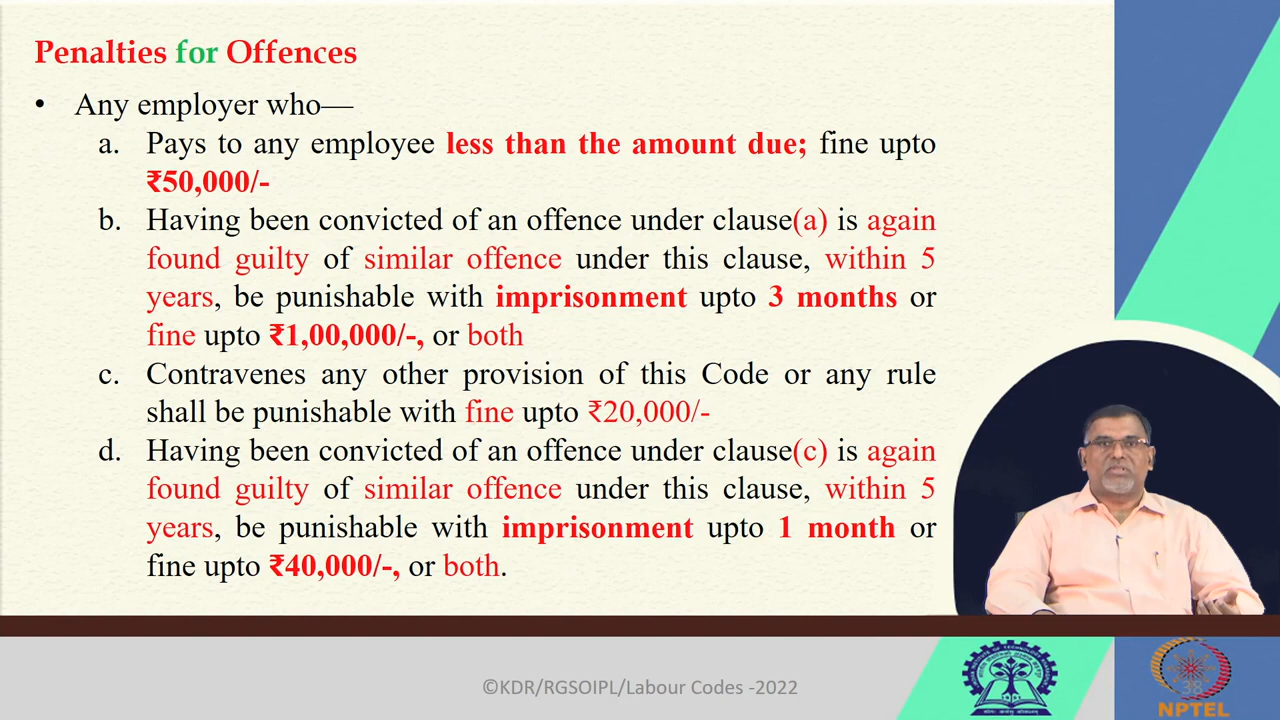 Penalties for Offences
• Any employer who—
a. Pays to any employee less than the amount due; fine upto
₹50,000/-
b. Having been convicted of an offence under clause(a) is again
found guilty of similar offence under this clause, within 5
years, be punishable with imprisonment upto 3 months or
fine upto ₹1,00,000/-, or both
c. Contravenes any other provision of this Code or any rule
shall be punishable with fine upto ₹20,000/-
d. Having been convicted of an offence under clause(c) is again
found guilty of similar offence under this clause, within 5
years, be punishable with imprisonment upto 1 month or
fine upto ₹40,000/-, or both.
©KDR/RGSOIPL/Labour Codes -2022
38
NPTEL